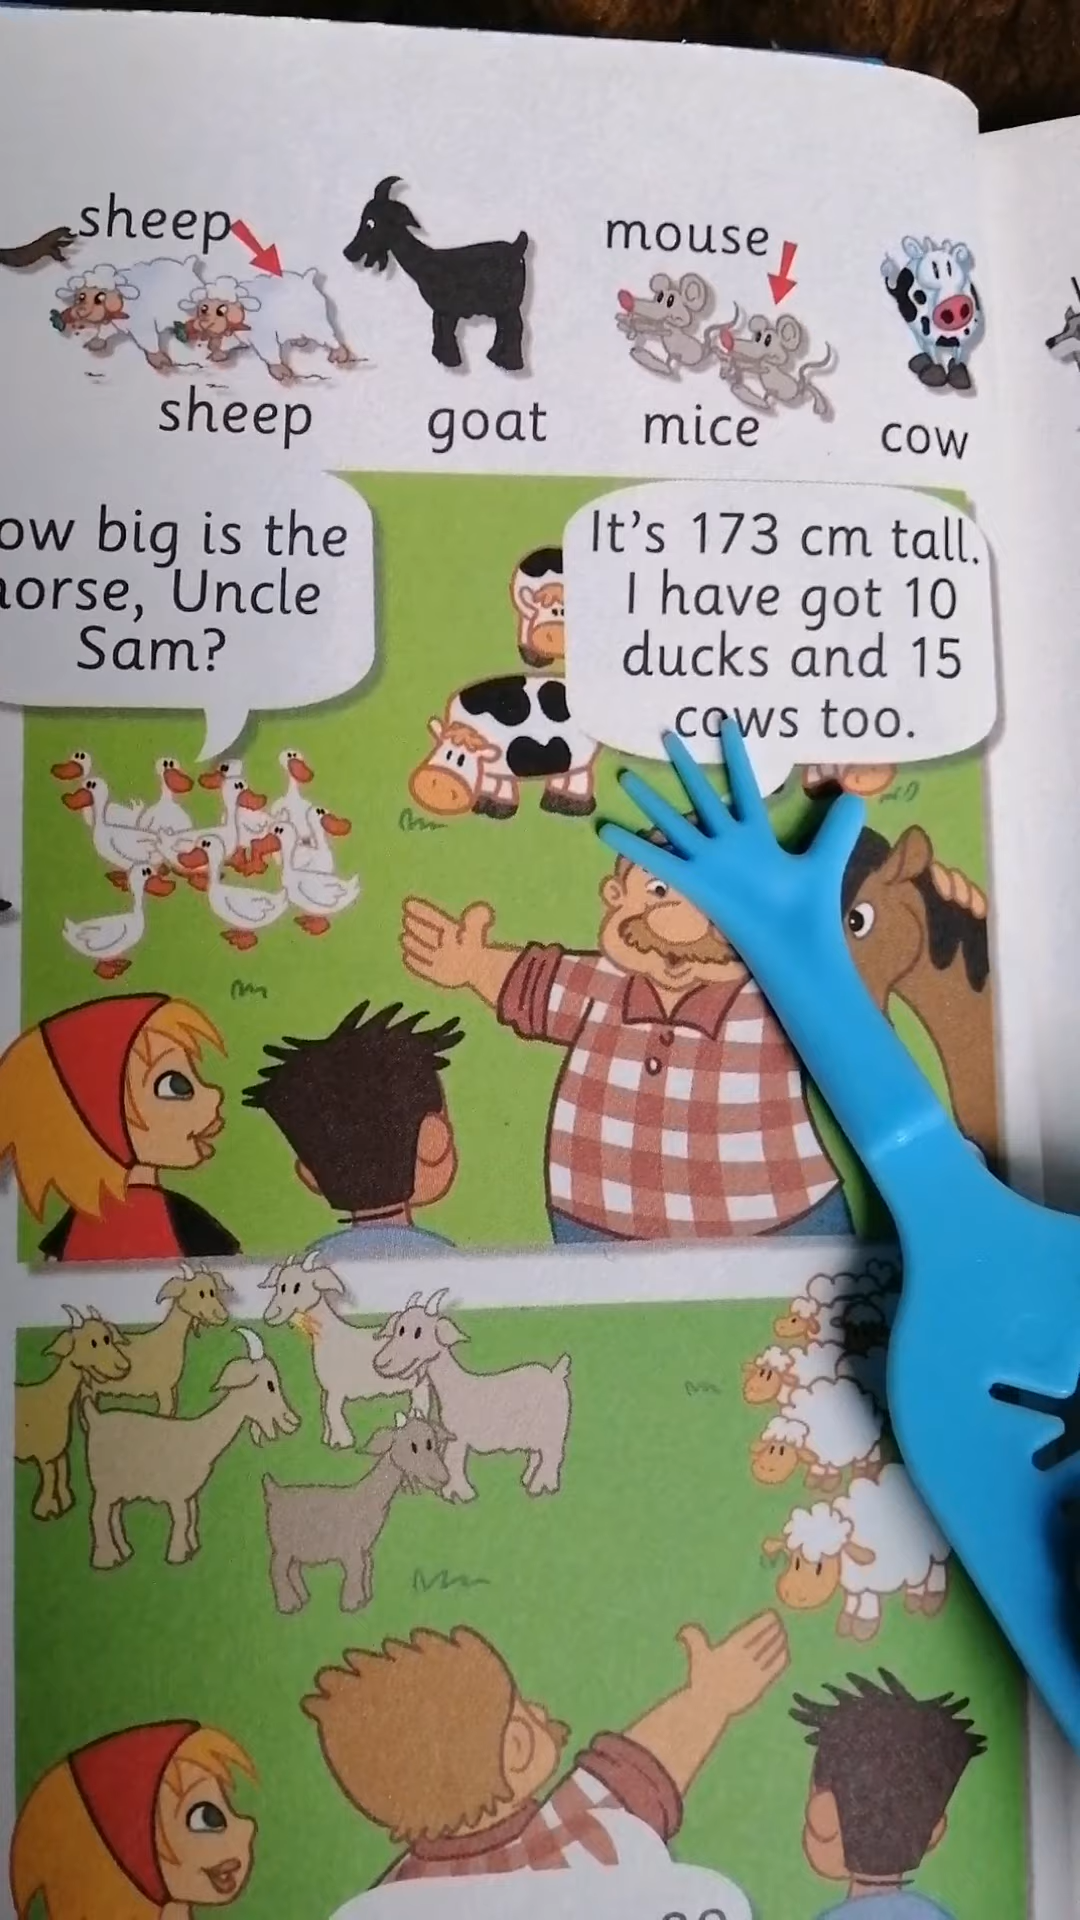 sheep
mouse
sheep
goat
mice
cow
ow big is the
horse, Uncle
Sam?
It's 173 cm tall.
I have got 10
ducks and 15
cows too.